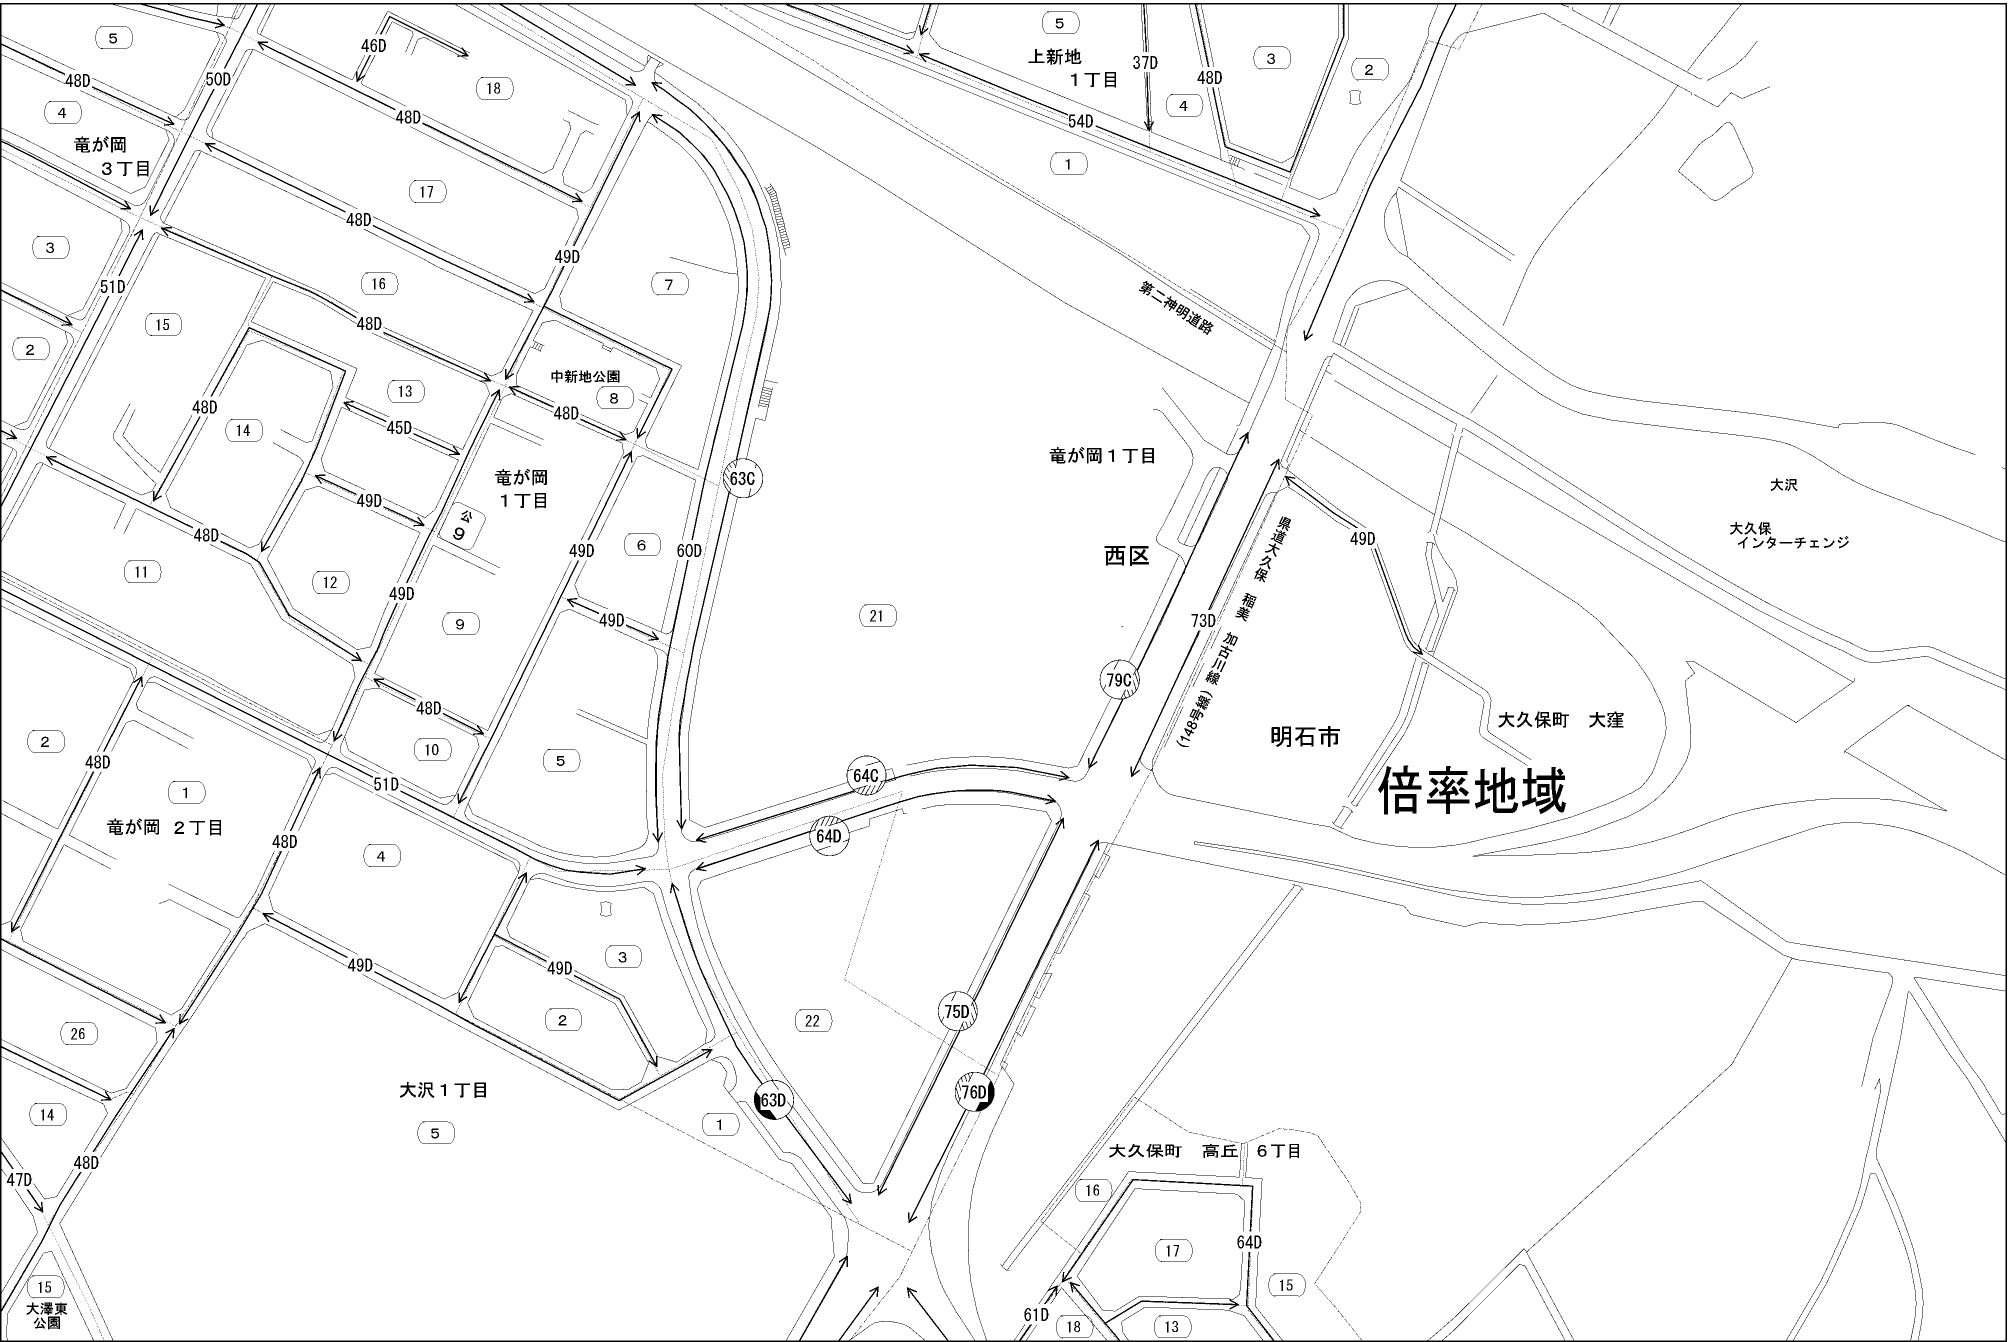 5
46D
50D
48D
18
5
上新地
1丁目
37D
48D
3
2
4
48D
4
54D
竜が岡
3丁目
1
17
48D
3
49D
51D
16
7
第二神明道路
15
48D
2
中新地公園
8
13
48D
48D
14
45D
竜が岡1丁目
竜が岡
1丁目
63C
大沢
49D
公
9
県道大久保 稲美 加古川線
(148号線)
大久保
インターチェンジ
48D
49D
6
60D
西区
49D
11
12
49D
9
49D
21
73D
79C
48D
大久保町 大窪
2
10
明石市
48D
5
64C
51D
1
倍率地域
竜が岡 2丁目
48D
64D
4
49D
49D
3
2
75D
22
26
大沢1丁目
63D
76D
14
5
1
大久保町 高丘 6丁目
48D
47D
16
64D
17
15
15
大澤東
公園
61D
18
13